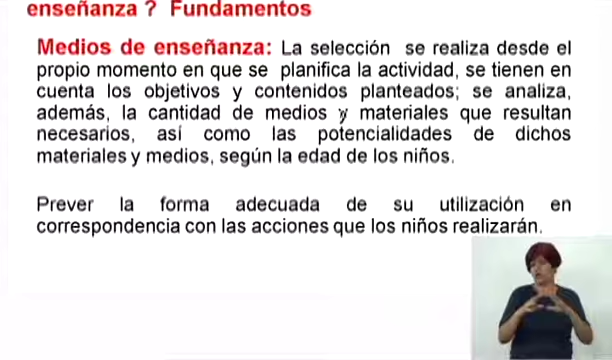 enseñanza ? Fundamentos
Medios de enseñanza: La selección se realiza desde el
propio momento en que se planifica la actividad, se tienen en
cuenta los objetivos y contenidos planteados; se analiza,
además, la cantidad de medios y materiales que resultan
necesarios, así como las potencialidades de dichos
materiales y medios, según la edad de los niños.
Prever la forma adecuada de su utilización en
correspondencia con las acciones que los niños realizarán.